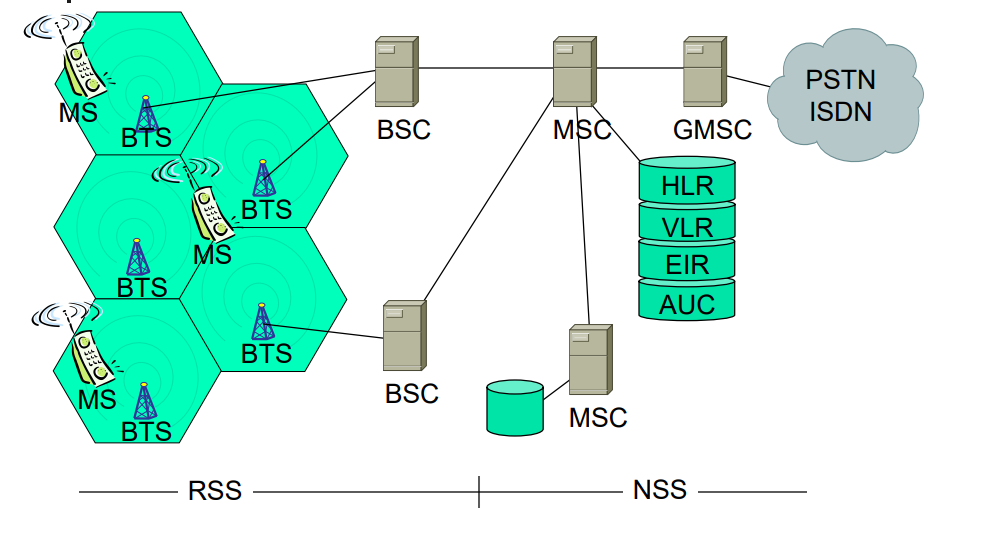 MS
BTS
BSC
MSC
GMSC
PSTN
ISDN
BTS
MS
HLR
VLR
EIR
AUC
BTS
BTS
BSC
MS
BTS
MSC
RSS
NSS